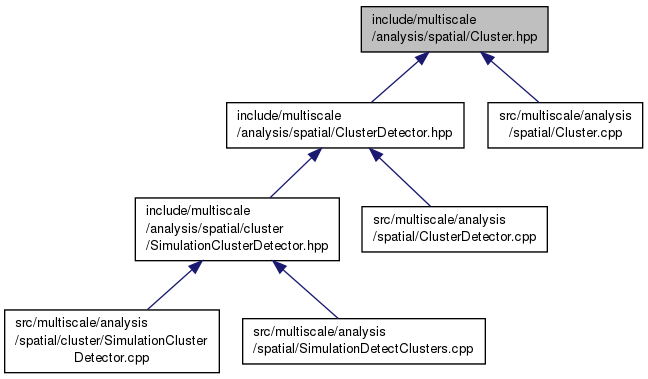 include/multiscale
/analysis/spatial/Cluster.hpp
include/multiscale
/analysis/spatial/ClusterDetector.hpp
src/multiscale/analysis
/spatial/Cluster.cpp
include/multiscale
/analysis/spatial/cluster
/SimulationClusterDetector.hpp
src/multiscale/analysis
/spatial/ClusterDetector.cpp
src/multiscale/analysis
/spatial/cluster/SimulationCluster
Detector.cpp
src/multiscale/analysis
/spatial/SimulationDetectClusters.cpp